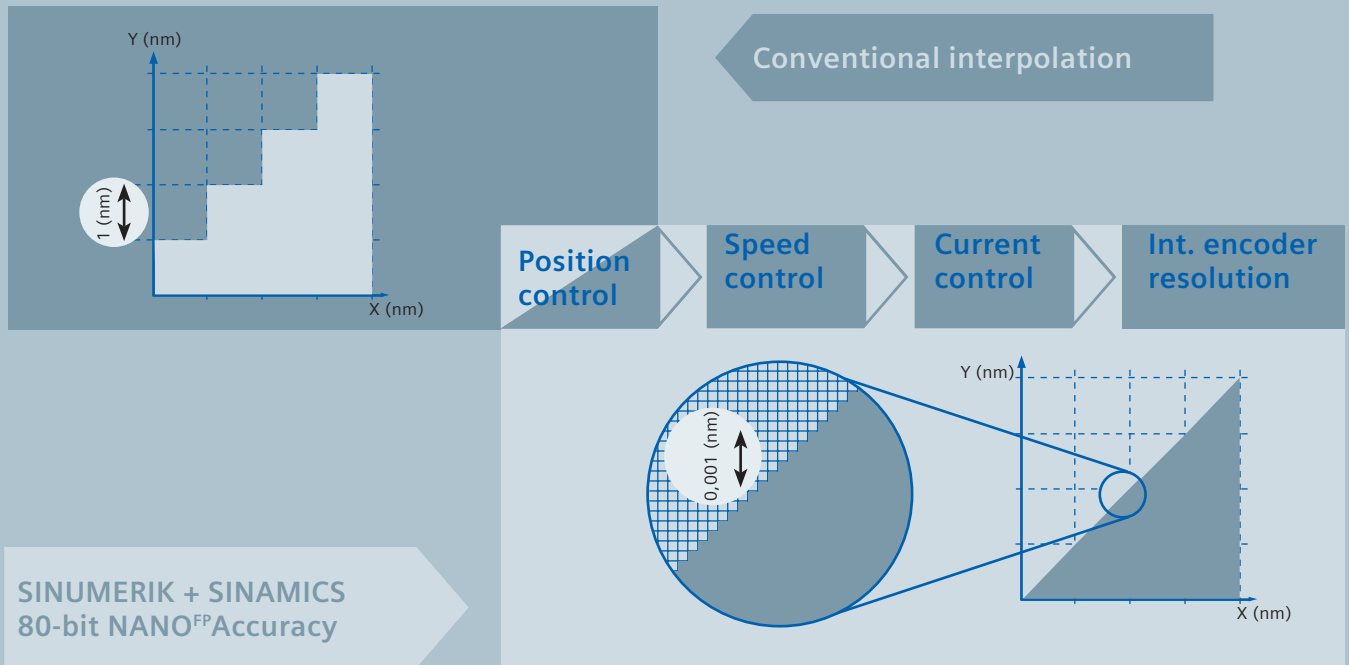 Y (nm)
1 (nm)
X (nm)
Conventional interpolation
Position
control
Speed
control
Current
control
Int. encoder
resolution
0,001 (nm)
Y (nm)
X (nm)
SINUMERIK + SINAMICS
80-bit NANOFPAccuracy